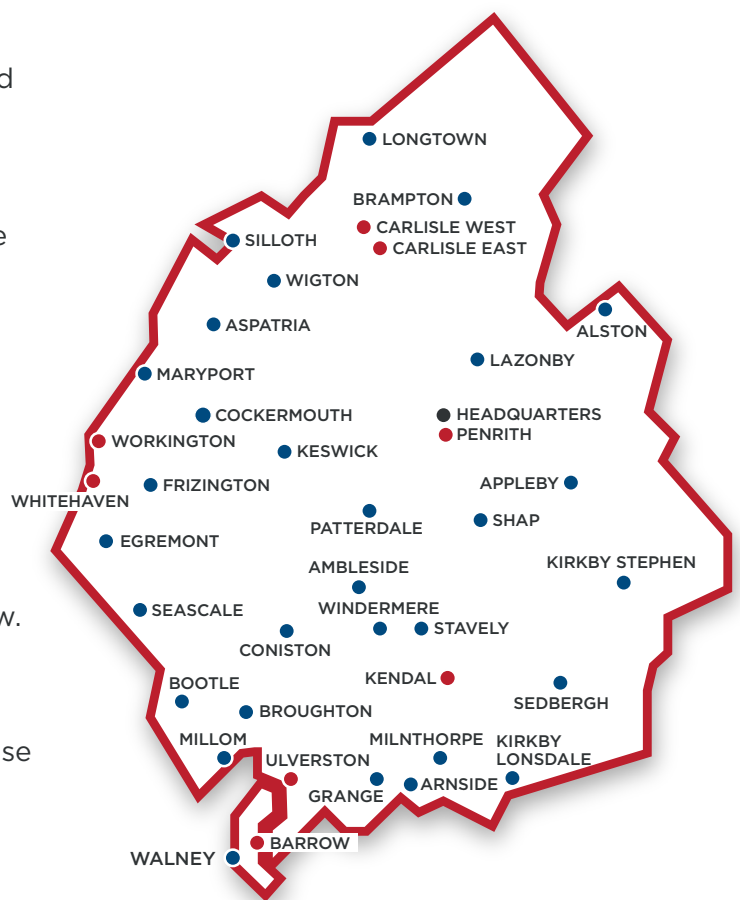 d
LONGTOWN
BRAMPTON
CARLISLE WEST
e
SILLOTH
CARLISLE EAST
WIGTON
ASPATRIA
ALSTON
LAZONBY
MARYPORT
COCKERMOUTH
HEADQUARTERS
WORKINGTON
PENRITH
KESWICK
FRIZINGTON
APPLEBY
WHITEHAVEN
SHAP
PATTERDALE
EGREMONT
KIRKBY STEPHEN
AMBLESIDE
SEASCALE
WINDERMERE
w.
STAVELY
CONISTON
KENDAL
BOOTLE
SEDBERGH
BROUGHTON
MILLOM
MILNTHORPE
KIRKBY
LONSDALE
se
ULVERSTON
ARNSIDE
GRANGE
BARROW
WALNEY